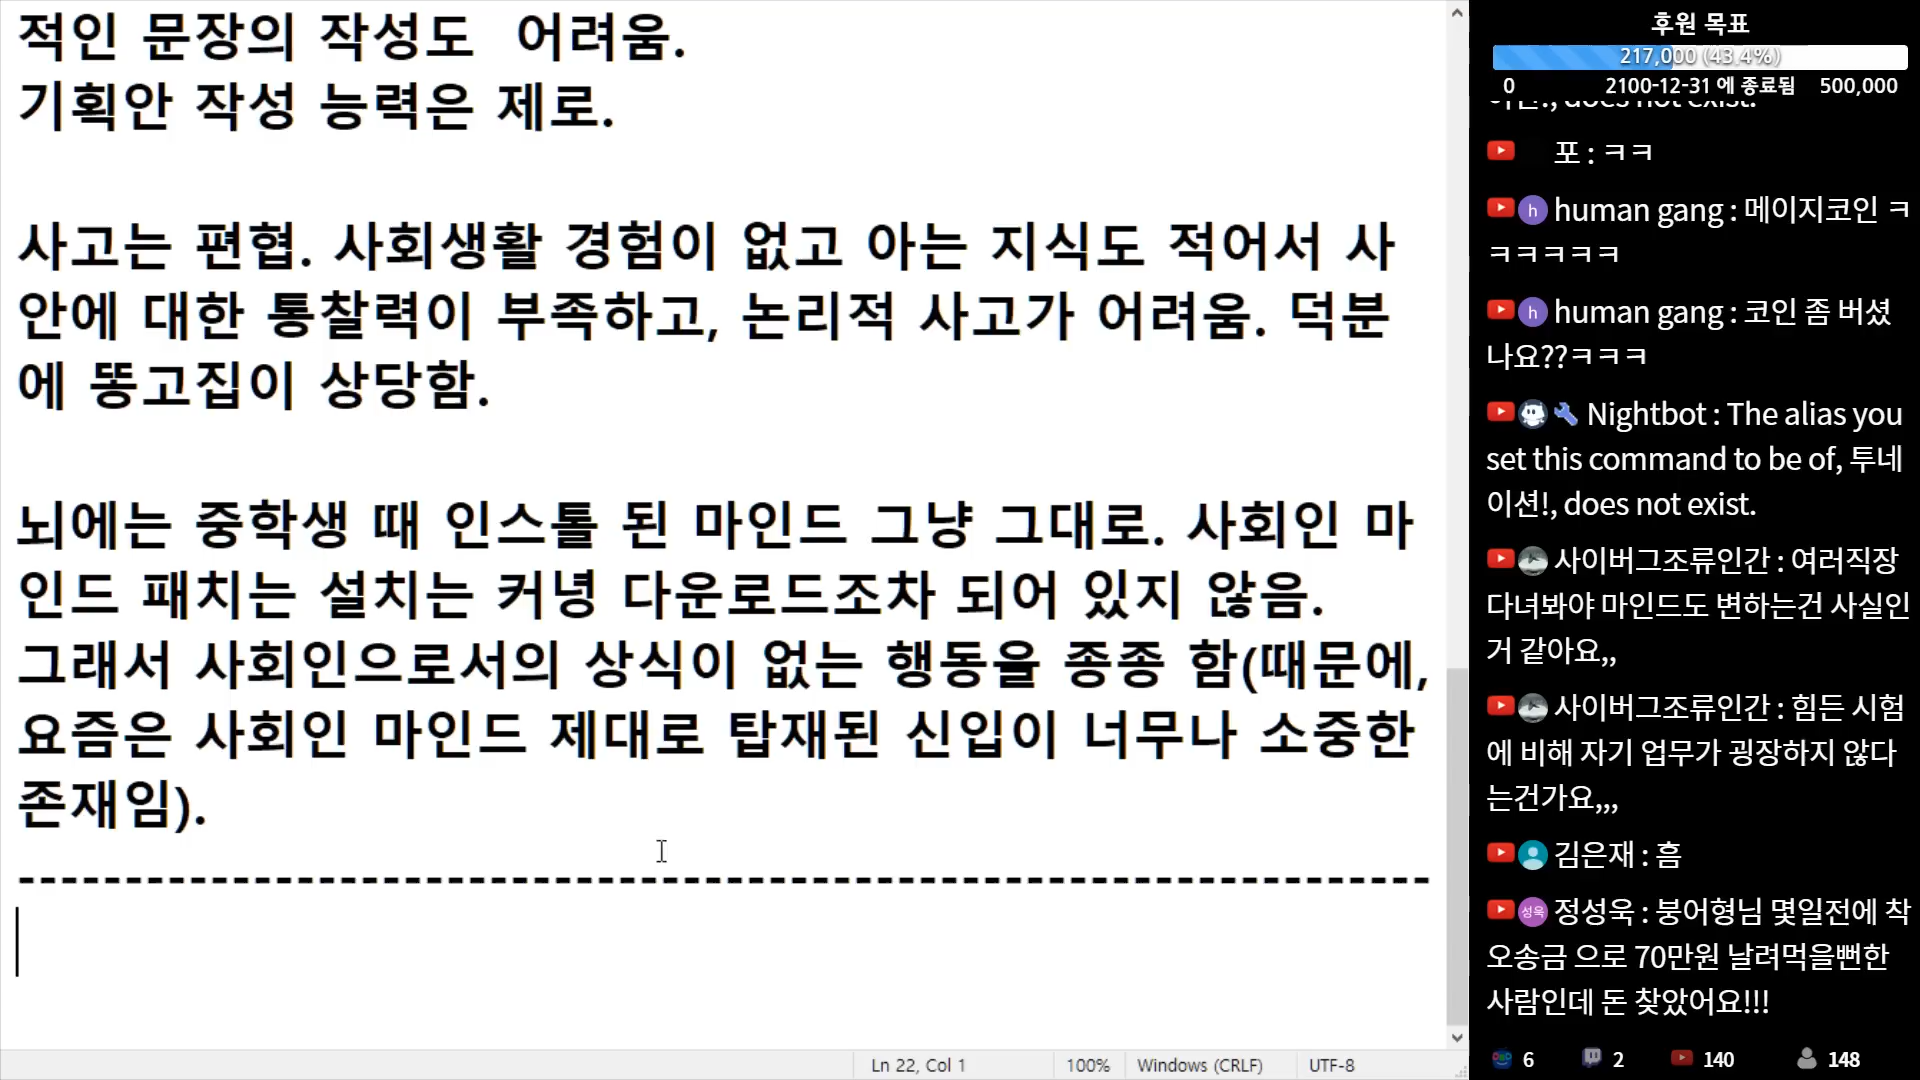 적인 문장의 작성도  어려움.
기획안 작성 능력은 제로.
사고는 편협. 사회생활 경험이 없고 아는 지식도 적어서 사
안에 대한 통찰력이 부족하고, 논리적 사고가 어려움. 덕분
에 똥고집이 상당함.
뇌에는 중학생 때 인스톨 된 마인드 그냥 그대로. 사회인 마
인드 패치는 설치는 커녕 다운로드조차 되어 있지 않음.
그래서 사회인으로서의 상식이 없는 행동을 종종 함(때문에,
요즘은 사회인 마인드 제대로 탑재된 신입이 너무나 소중한
존재임).
------------------------------------------------------------------
Ln 22, Col 1
100%
Windows (CRLF)
UTF-8
후원 목표
217,000 (43.4%)
0 2100-12-31 에 종료됨 500,000
이션!, does not exist.
포 : ㅋㅋ
h human gang : 메이지코인 ㅋ
ㅋㅋㅋㅋㅋ
h human gang : 코인 좀 버셨
나요??ㅋㅋㅋ
Nightbot : The alias you
set this command to be of, 투네
이션!, does not exist.
사이버그조류인간 : 여러직장
다녀봐야 마인드도 변하는건 사실인
거 같아요,,
사이버그조류인간 : 힘든 시험
에 비해 자기 업무가 굉장하지 않다
는건가요,,,
김은재 : 흠
성욱 정성욱 : 붕어형님 몇일전에 착
오송금 으로 70만원 날려먹을뻔한
사람인데 돈 찾았어요!!!
6 2 140 148